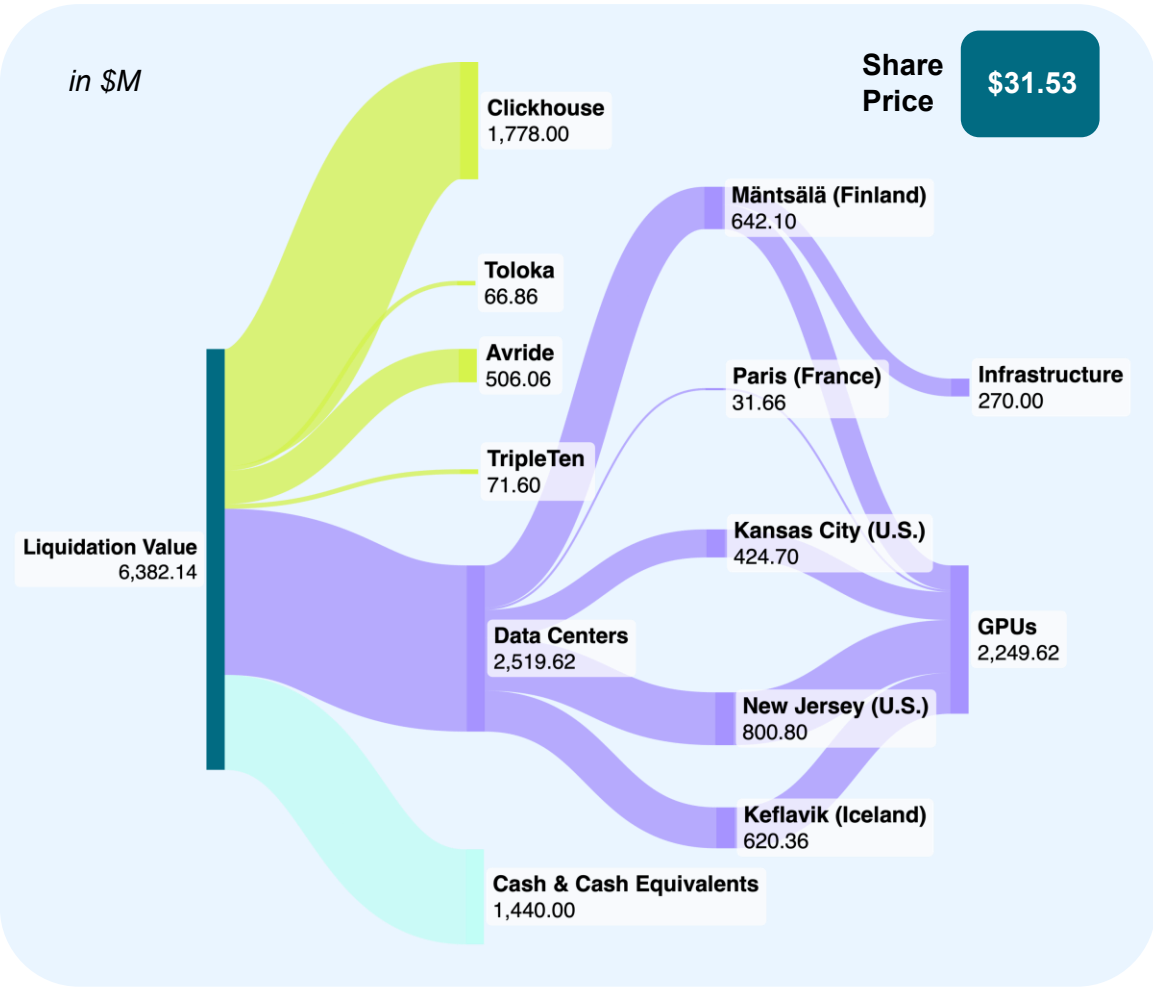 in $M
Share
Price
$31.53
Clickhouse
1,778.00
Mäntsälä (Finland)
642.10
Toloka
66.86
Avride
506.06
Paris (France)
31.66
Infrastructure
270.00
TripleTen
71.60
Liquidation Value
6,382.14
Kansas City (U.S.)
424.70
Data Centers
2,519.62
GPUs
2,249.62
New Jersey (U.S.)
800.80
Keflavik (Iceland)
620.36
Cash & Cash Equivalents
1,440.00